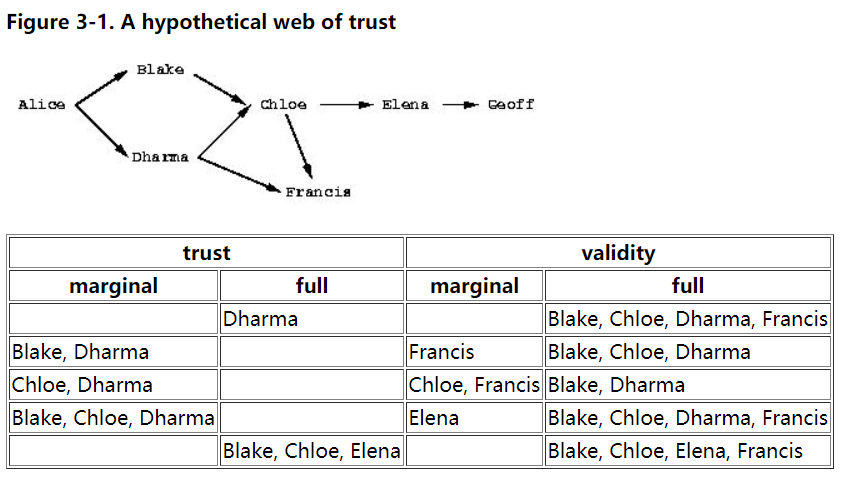 Figure 3-1. A hypothetical web of trust
Blake
Alice
Chloe
Elena
Geoff
Dharma
Francis
trust validity
marginal full marginal full
Dharma Blake, Chloe, Dharma, Francis
Blake, Dharma Francis Blake, Chloe, Dharma
Chloe, Dharma Chloe, Francis Blake, Dharma
Blake, Chloe, Dharma Elena Blake, Chloe, Dharma, Francis
Blake, Chloe, Elena Blake, Chloe, Elena, Francis